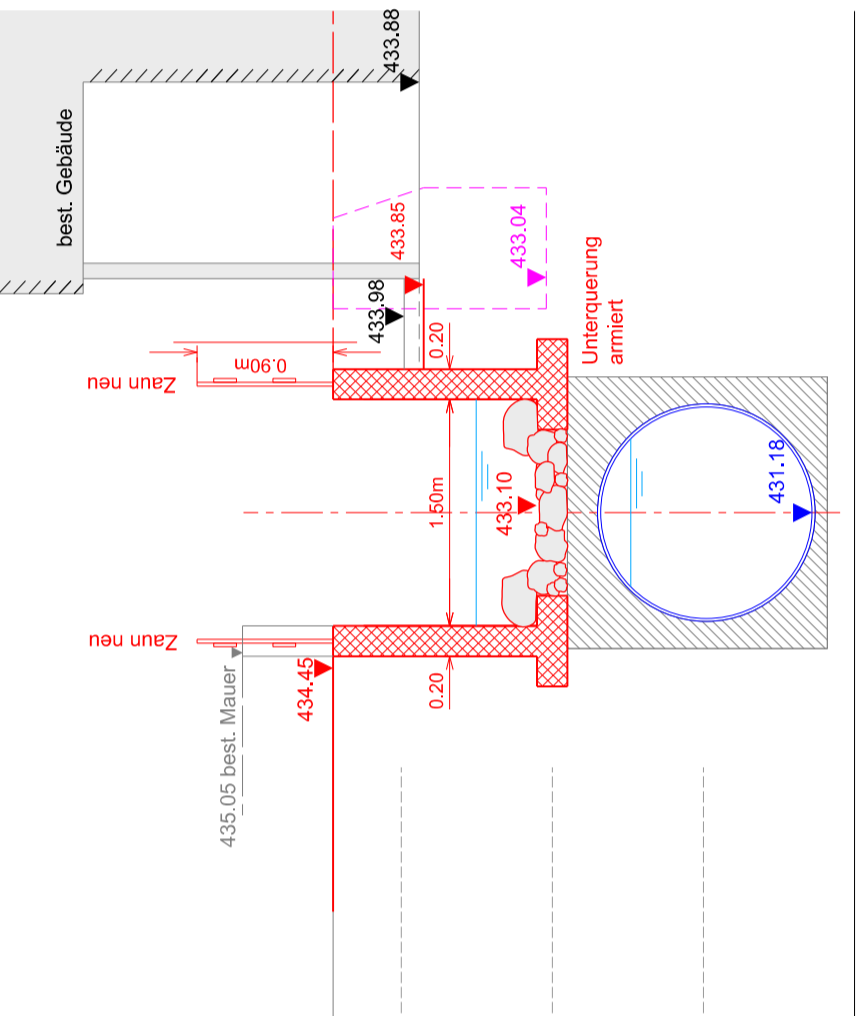 433.88
best. Gebäude
433.85
433.04
433.98
0.20
Unterquerung
armiert
0.90m
Zaun neu
1.50m
433.10
431.18
Zaun neu
435.05 best. Mauer
434.45
0.20